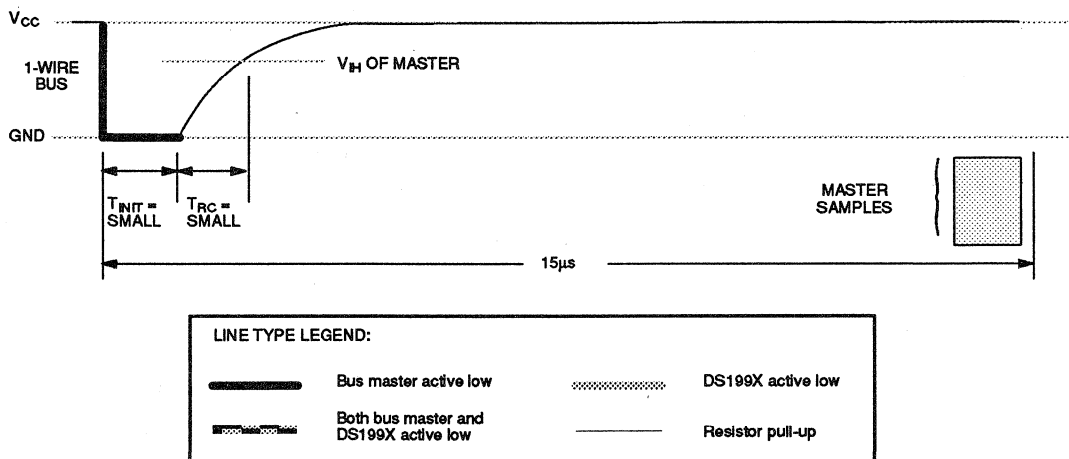 VCC
1-WIRE
BUS
VIH OF MASTER
GND
TINIT =
SMALL
TRC =
SMALL
MASTER
SAMPLES
15µs
LINE TYPE LEGEND:
Bus master active low
DS199X active low
Both bus master and
DS199X active low
Resistor pull-up